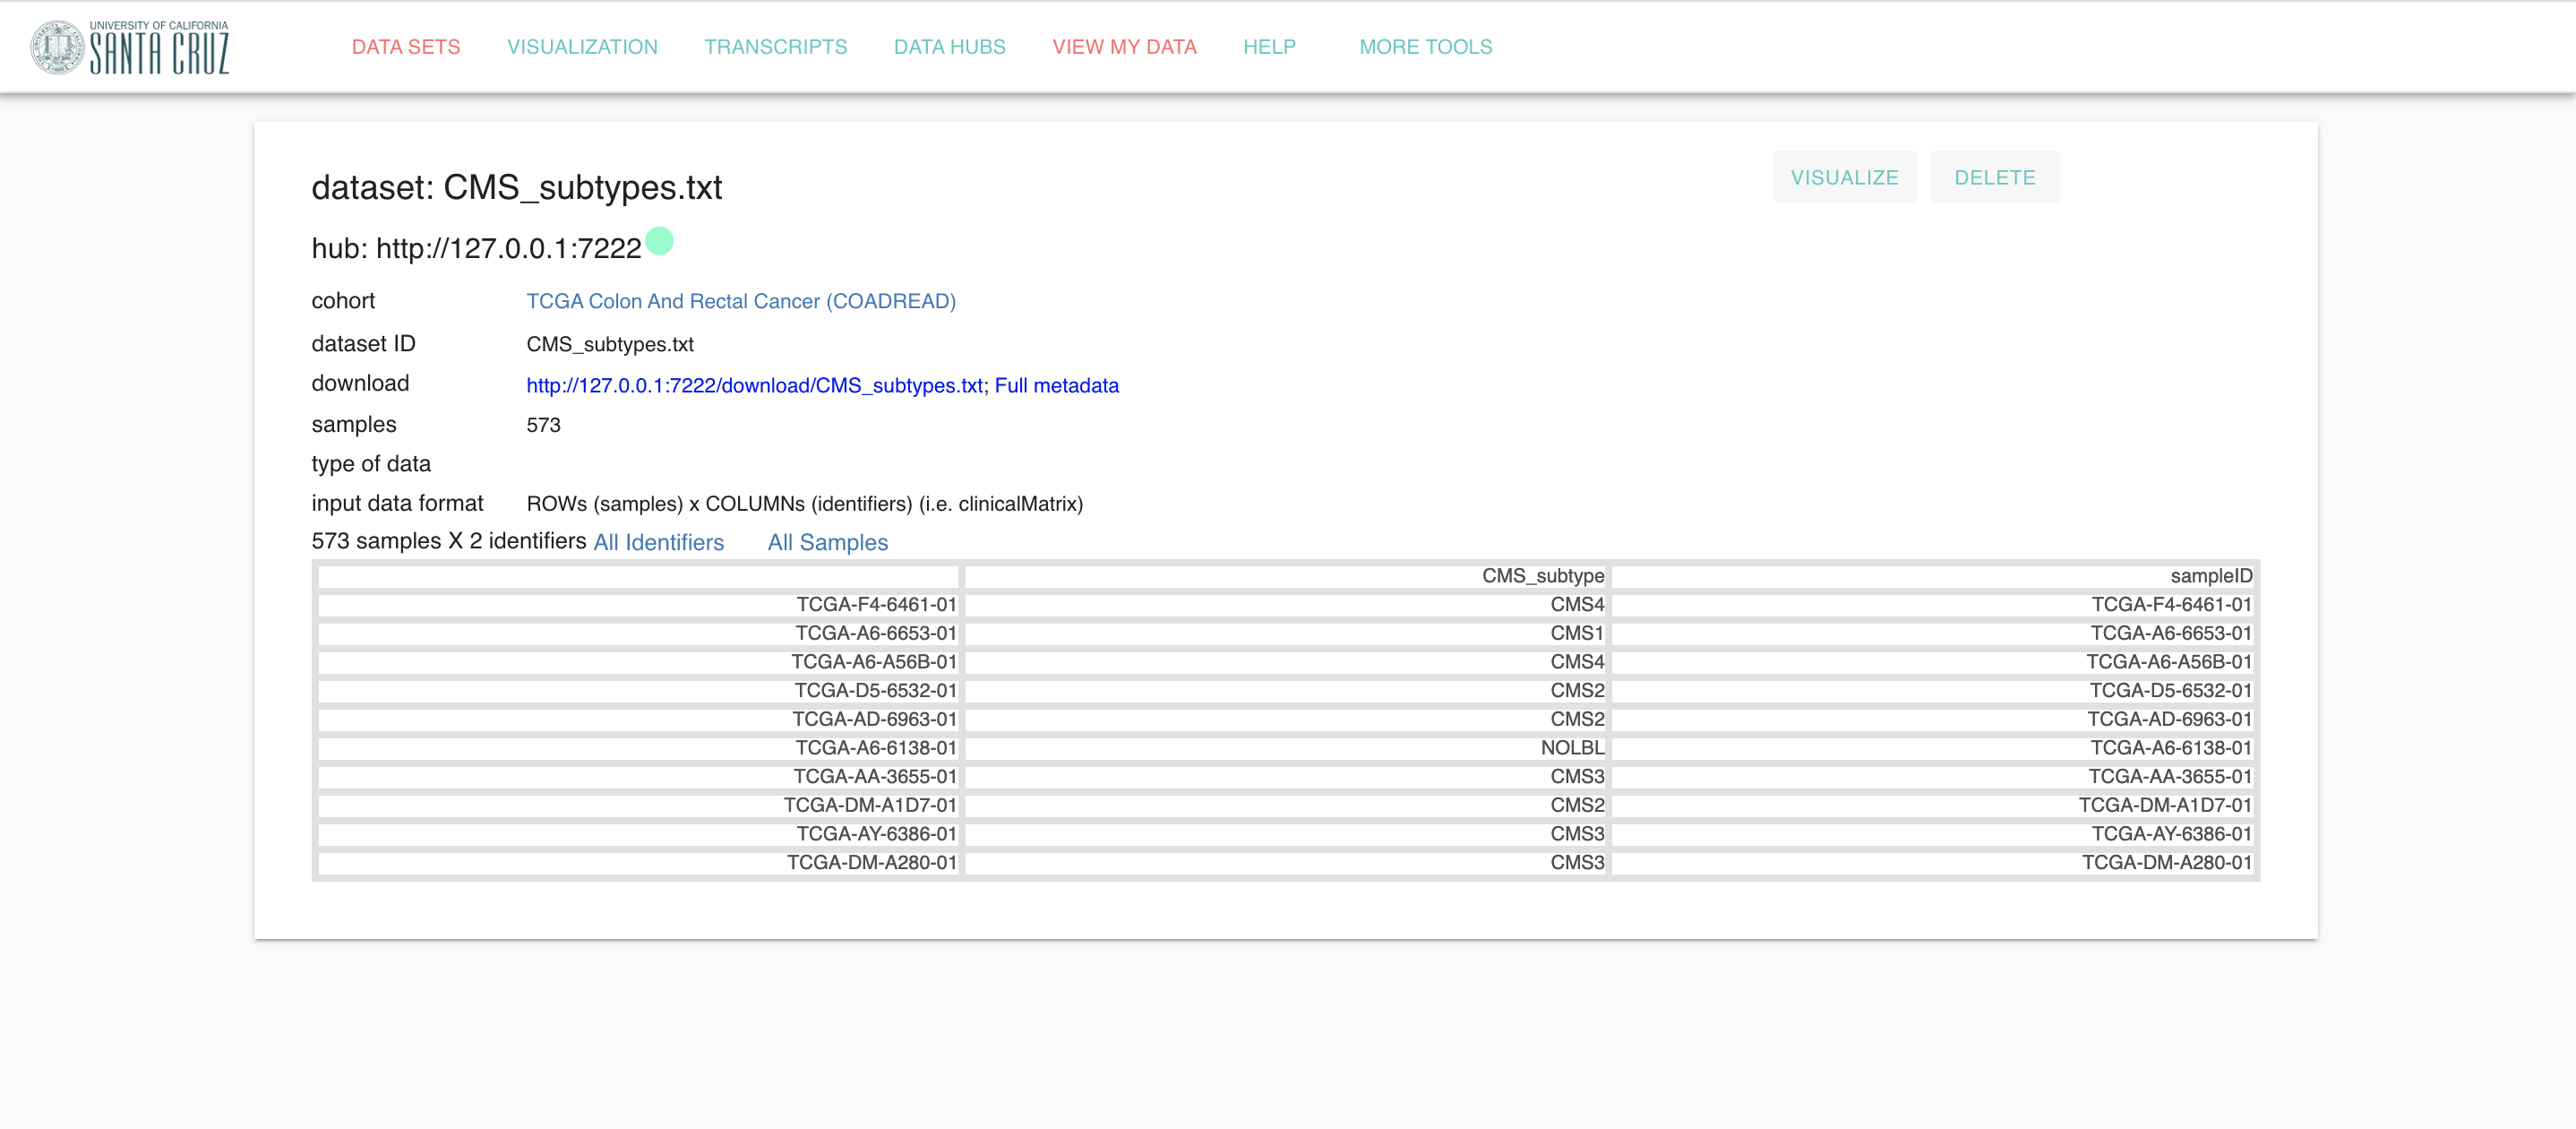 UNIVERSITY OF CALIFORNIA
SANTA CRUZ
DATA SETS VISUALIZATION TRANSCRIPTS DATA HUBS VIEW MY DATA HELP MORE TOOLS
dataset: CMS_subtypes.txt VISUALIZE DELETE
hub: http://127.0.0.1:7222
cohort TCGA Colon And Rectal Cancer (COADREAD)
dataset ID CMS_subtypes.txt
download http://127.0.0.1:7222/download/CMS_subtypes.txt; Full metadata
samples 573
type of data
input data format ROWs (samples) x COLUMNs (identifiers) (i.e. clinicalMatrix)
573 samples X 2 identifiers All Identifiers All Samples
CMS_subtype sampleID
TCGA-F4-6461-01 CMS4 TCGA-F4-6461-01
TCGA-A6-6653-01 CMS1 TCGA-A6-6653-01
TCGA-A6-A56B-01 CMS4 TCGA-A6-A56B-01
TCGA-D5-6532-01 CMS2 TCGA-D5-6532-01
TCGA-AD-6963-01 CMS2 TCGA-AD-6963-01
TCGA-A6-6138-01 NOLBL TCGA-A6-6138-01
TCGA-AA-3655-01 CMS3 TCGA-AA-3655-01
TCGA-DM-A1D7-01 CMS2 TCGA-DM-A1D7-01
TCGA-AY-6386-01 CMS3 TCGA-AY-6386-01
TCGA-DM-A280-01 CMS3 TCGA-DM-A280-01